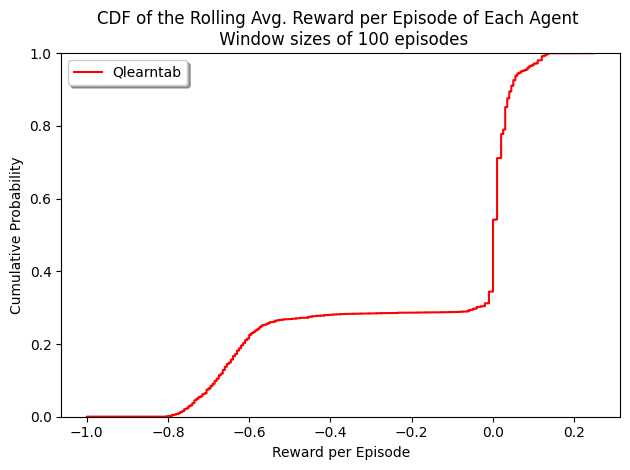 CDF of the Rolling Avg. Reward per Episode of Each Agent
Window sizes of 100 episodes
Qlearntab
1.0
0.8
0.6
0.4
0.2
0.0
Cumulative Probability
−1.0 −0.8 −0.6 −0.4 −0.2 0.0 0.2
Reward per Episode